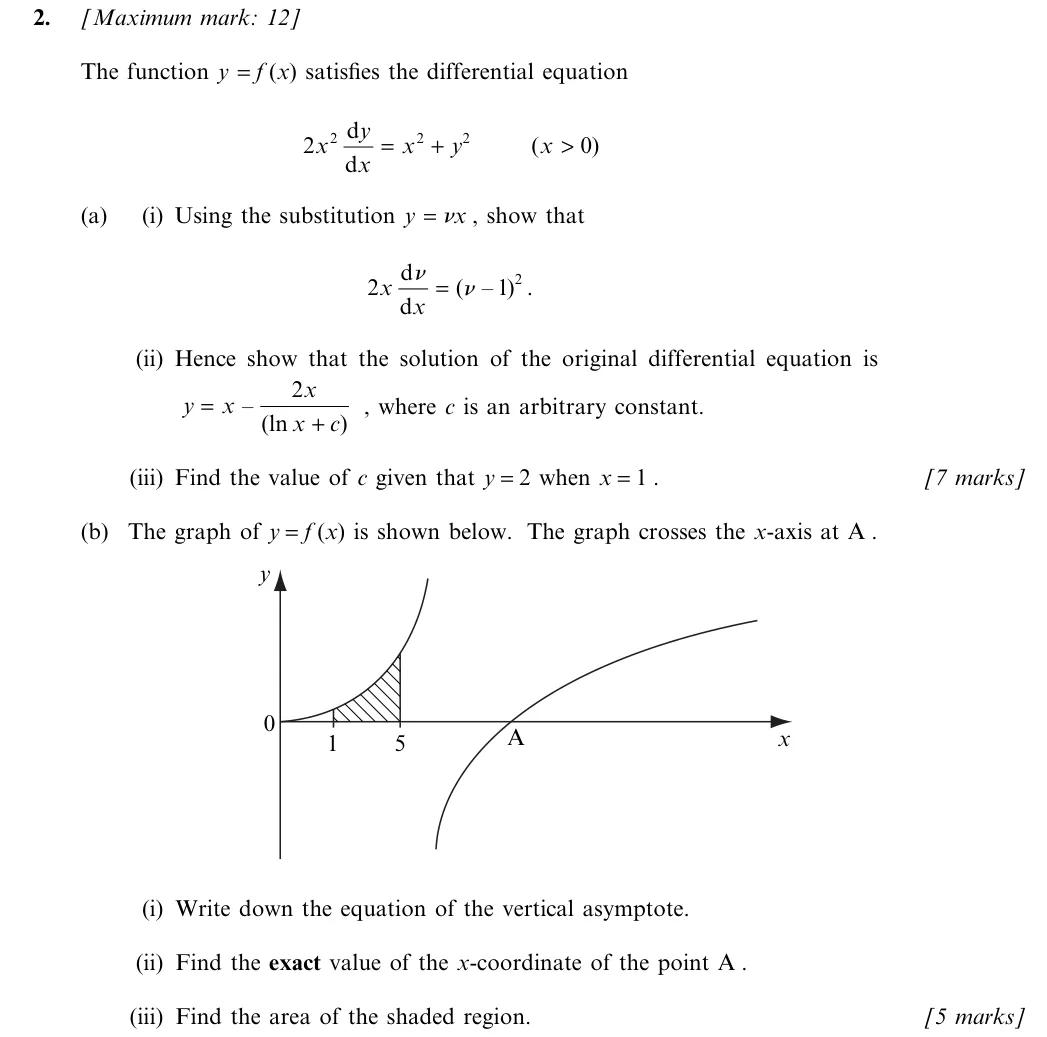 2. [Maximum mark: 12]
The function y = f (x) satisfies the differential equation
2x² dy/dx = x² + y² (x > 0)
(a) (i) Using the substitution y = νx , show that
2x dν/dx = (ν – 1)² .
(ii) Hence show that the solution of the original differential equation is
y = x – 2x/(ln x + c) , where c is an arbitrary constant.
(iii) Find the value of c given that y = 2 when x = 1 . [7 marks]
(b) The graph of y = f (x) is shown below. The graph crosses the x-axis at A .
y
0
1 5 A x
(i) Write down the equation of the vertical asymptote.
(ii) Find the exact value of the x-coordinate of the point A .
(iii) Find the area of the shaded region. [5 marks]